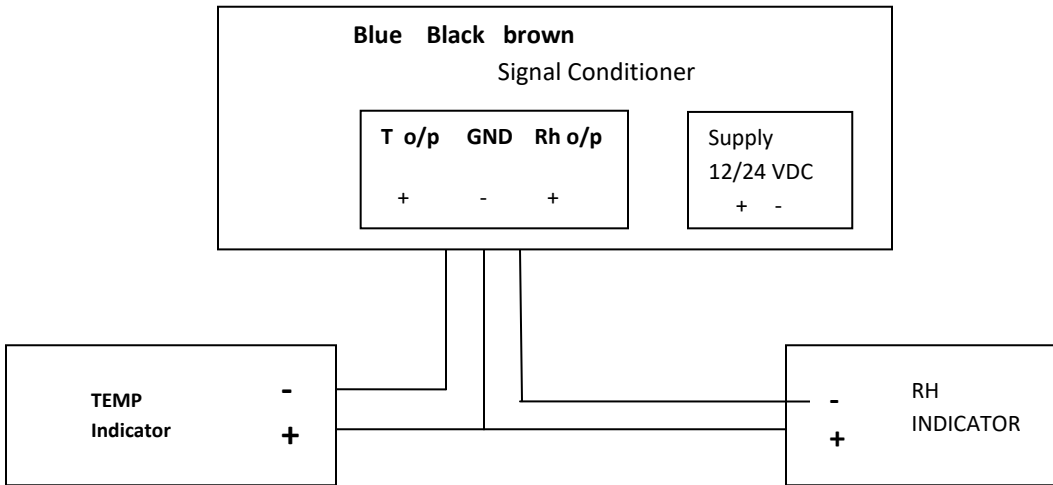 Blue Black brown
Signal Conditioner
T o/p GND Rh o/p
+ - +
Supply
12/24 VDC
+ -
TEMP
Indicator
-
+
-
+
RH
INDICATOR